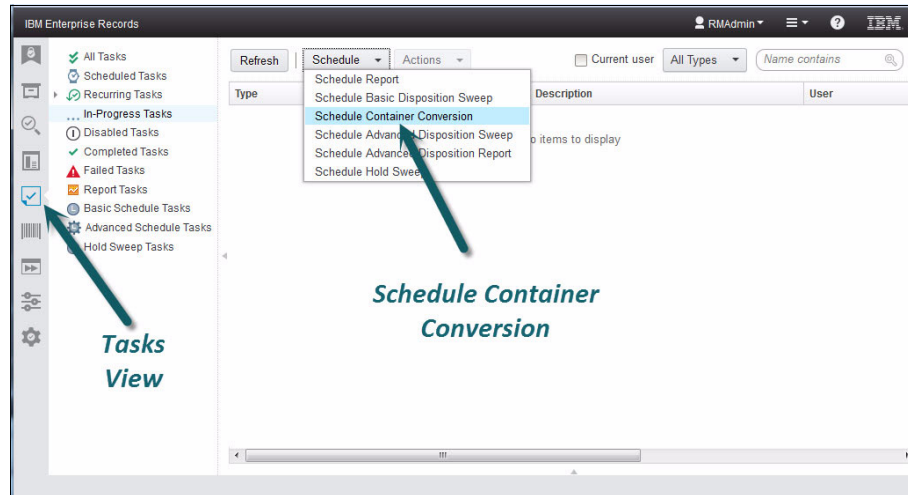 IBM Enterprise Records
RMAdmin
?
IBM
All Tasks
Scheduled Tasks
Recurring Tasks
In-Progress Tasks
Disabled Tasks
Completed Tasks
Failed Tasks
Report Tasks
Basic Schedule Tasks
Advanced Schedule Tasks
Hold Sweep Tasks
Refresh
Schedule
Actions
Current user
All Types
Name contains
Type
Description
User
Schedule Report
Schedule Basic Disposition Sweep
Schedule Container Conversion
Schedule Advanced Disposition Sweep
Schedule Advanced Disposition Report
Schedule Hold Sweep
items to display
Schedule Container
Conversion
Tasks
View